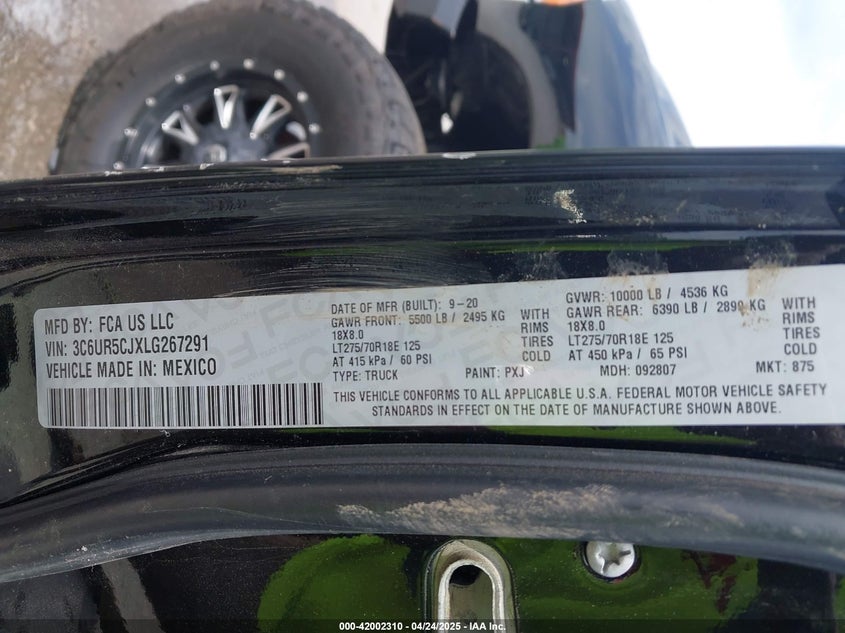 MFD BY: FCA US LLC
VIN: 3C6UR5CJXLG267291
VEHICLE MADE IN: MEXICO
DATE OF MFR (BUILT): 9-20
GAWR FRONT: 5500 LB / 2495 KG WITH
18X8.0 RIMS
LT275/70R18E 125 TIRES
AT 415 kPa / 60 PSI COLD
TYPE: TRUCK PAINT: PXJ
GVWR: 10000 LB / 4536 KG
GAWR REAR: 6390 LB / 2890 KG WITH
18X8.0 RIMS
LT275/70R18E 125 TIRES
AT 450 kPa / 65 PSI COLD
MDH: 092807 MKT: 875
THIS VEHICLE CONFORMS TO ALL APPLICABLE U.S.A. FEDERAL MOTOR VEHICLE SAFETY
STANDARDS IN EFFECT ON THE DATE OF MANUFACTURE SHOWN ABOVE.
000-42002310 - 04/24/2025 - IAA Inc.